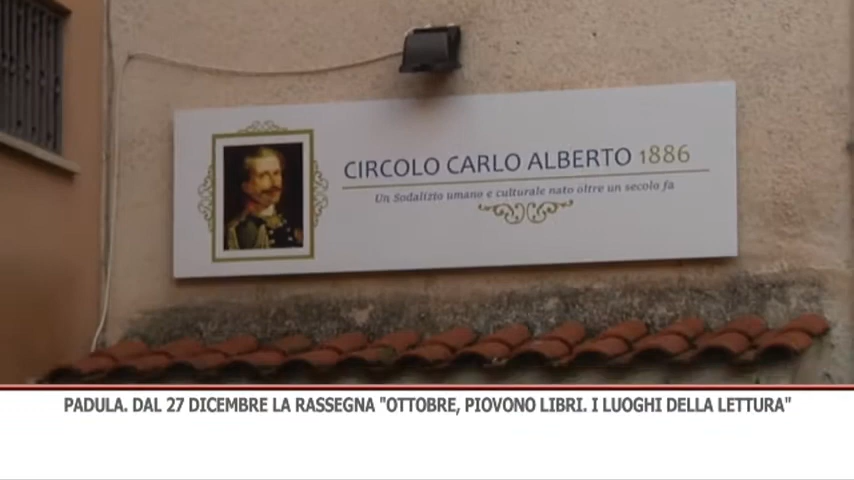 CIRCOLO CARLO ALBERTO 1886
Un Sodalizio umano e culturale nato oltre un secolo fa
PADULA. DAL 27 DICEMBRE LA RASSEGNA "OTTOBRE, PIOVONO LIBRI. I LUOGHI DELLA LETTURA"